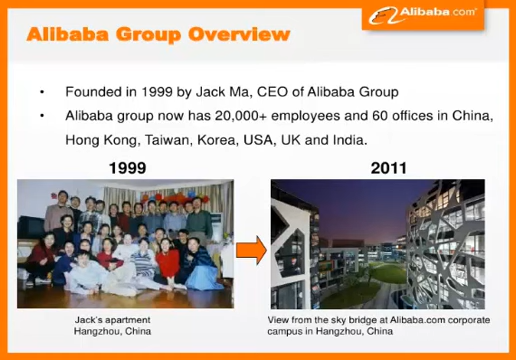 Alibaba.com®
Alibaba Group Overview
• Founded in 1999 by Jack Ma, CEO of Alibaba Group
• Alibaba group now has 20,000+ employees and 60 offices in China,
Hong Kong, Taiwan, Korea, USA, UK and India.
1999
2011
Jack's apartment
Hangzhou, China
View from the sky bridge at Alibaba.com corporate
campus in Hangzhou, China